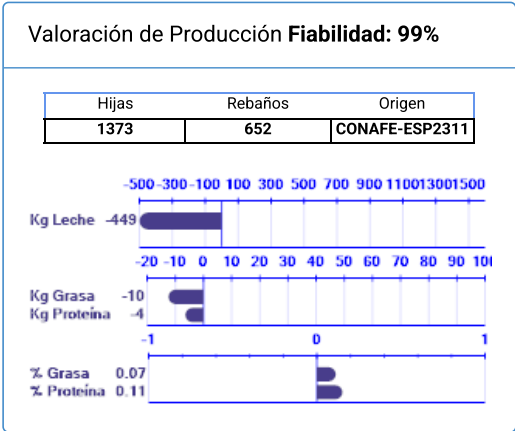 Valoración de Producción Fiabilidad: 99%
Hijas Rebaños Origen
1373 652 CONAFE-ESP2311
-500 -300 -100 100 300 500 700 900 1100 1300 1500
Kg Leche -449
-20 -10 0 10 20 30 40 50 60 70 80 90
Kg Grasa -10
Kg Proteína -4
-1 0 1
% Grasa 0.07
% Proteína 0.11